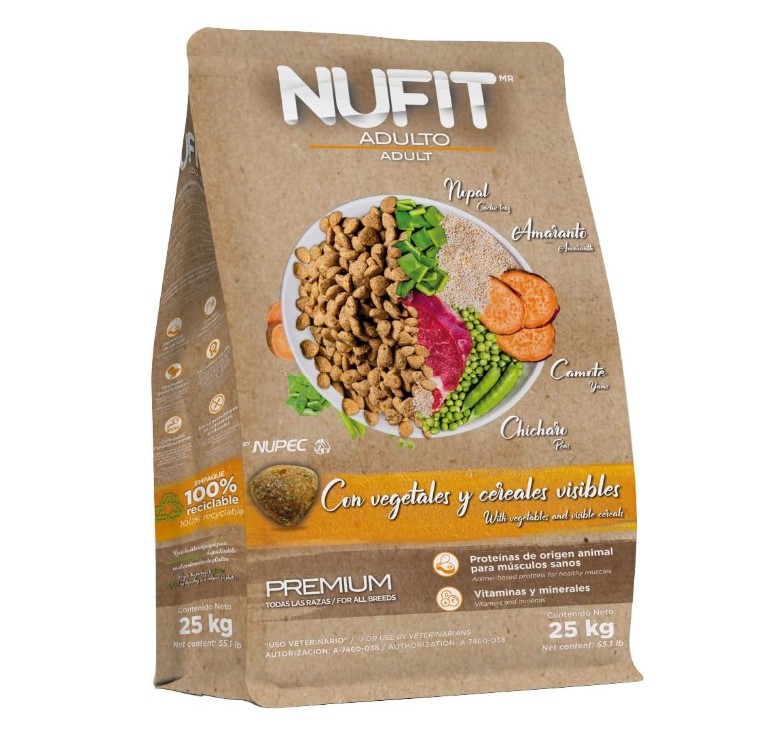 NUFIT MR
ADULTO
ADULT
Nopal
Cactus leaf
Amaranto
Amaranth
Camote
Yams
Chícharo
Peas
BY NUPEC
Con vegetales y cereales visibles
With vegetables and visible cereals
Proteínas de origen animal
para músculos sanos
Animal-based proteins for healthy muscles
Vitaminas y minerales
Vitamins and minerals
PREMIUM
TODAS LAS RAZAS / FOR ALL BREEDS
"USO VETERINARIO" / "FOR USE BY VETERINARIANS"
AUTORIZACIÓN: A-7460-038 / AUTHORIZATION: A-7460-038
Contenido Neto
25 kg
Net content: 55.1 lb
EMPAQUE
100%
reciclable
100% recyclable
Contenido Neto
25 kg
Net content: 55.1 lb